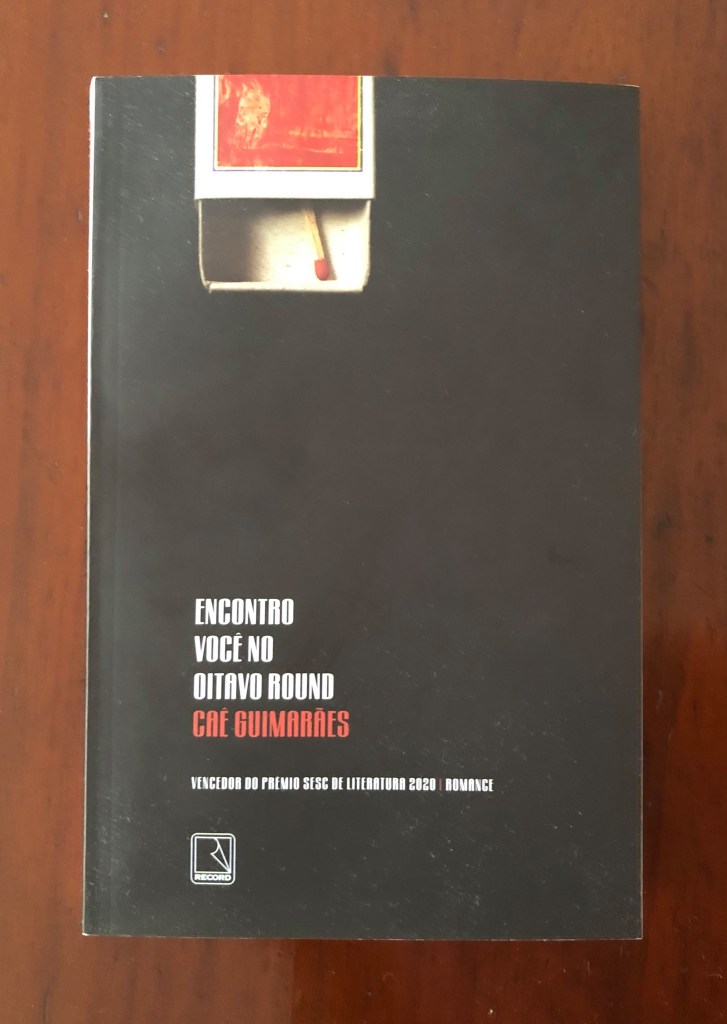 ENCONTRO
VOCÊ NO
OITAVO ROUND
CAÊ GUIMARÃES
VENCEDOR DO PRÊMIO SESC DE LITERATURA 2020 | ROMANCE
RECORD